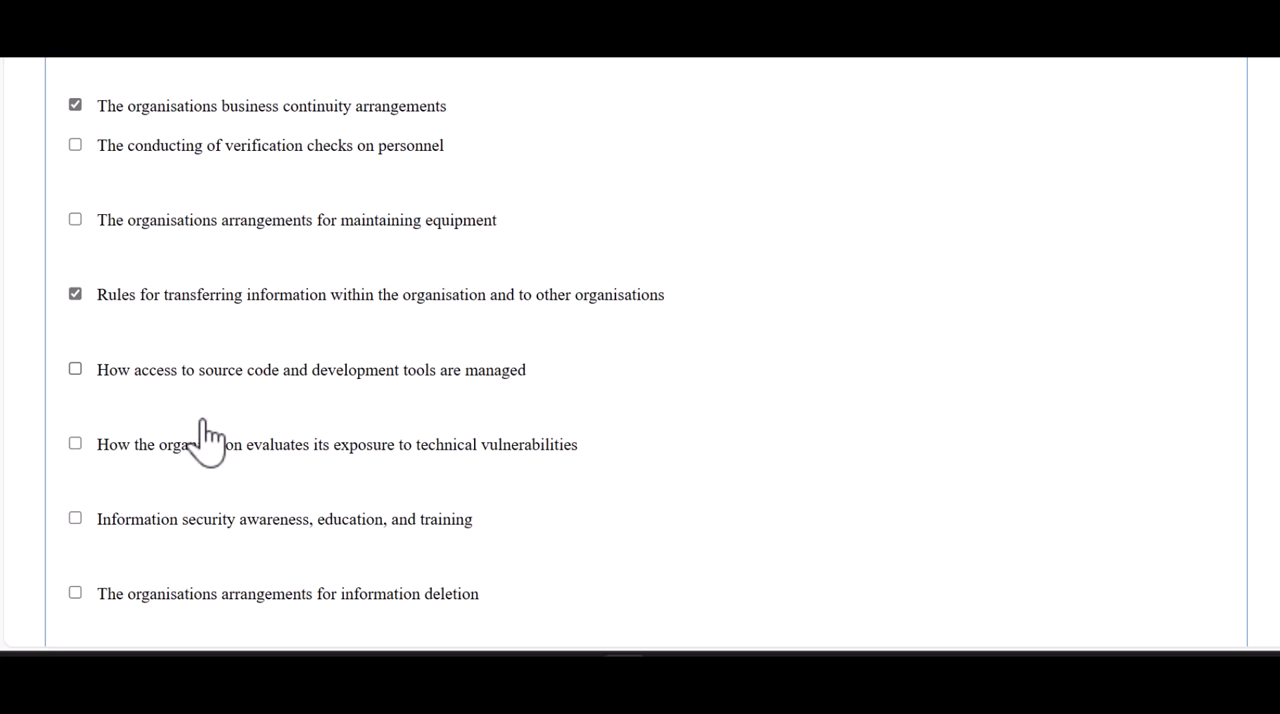 The organisations business continuity arrangements
The conducting of verification checks on personnel
The organisations arrangements for maintaining equipment
Rules for transferring information within the organisation and to other organisations
How access to source code and development tools are managed
How the evaluates its exposure to technical vulnerabilities
Information security awareness, education, and training
The organisations arrangements for information deletion